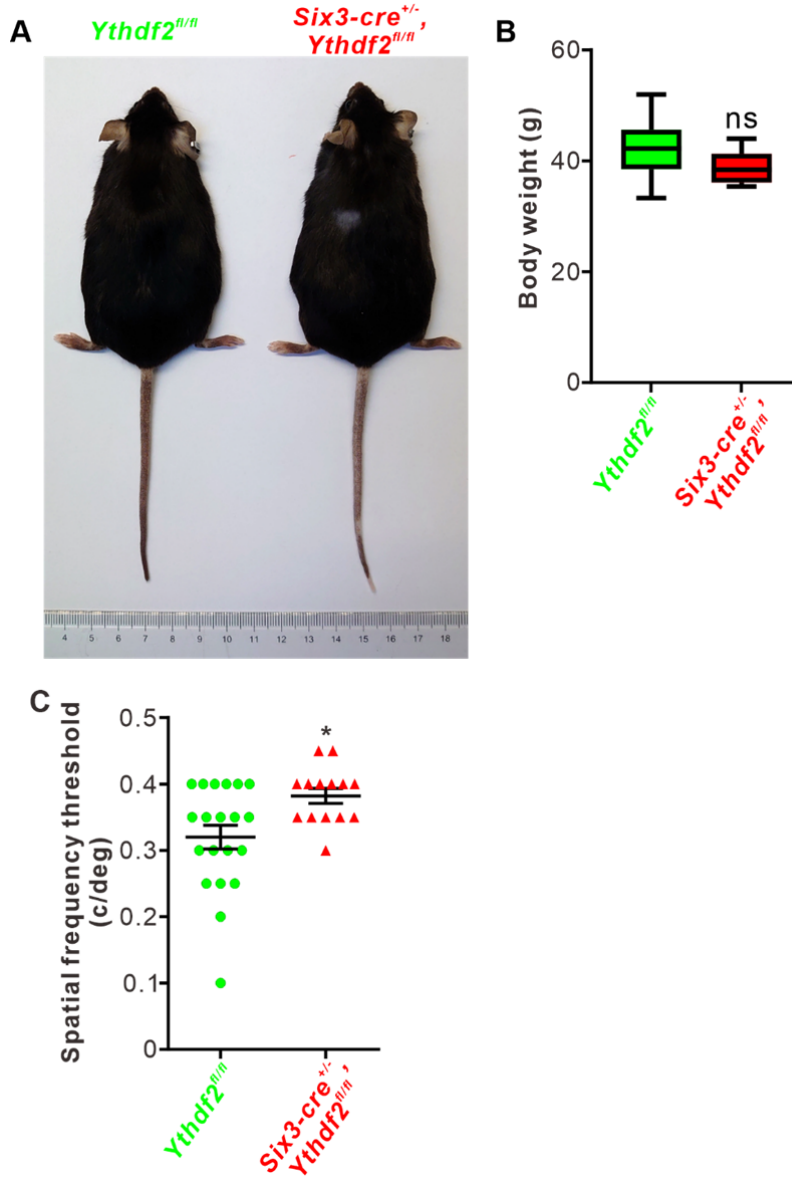 A
Ythdf2fl/fl
Six3-cre+/-,
Ythdf2fl/fl
4 5 6 7 8 9 10 11 12 13 14 15 16 17 18
B
Body weight (g)
60
40
20
0
ns
Ythdf2fl/fl
Six3-cre+/-,
Ythdf2fl/fl
C
Spatial frequency threshold
(c/deg)
0.5
0.4
0.3
0.2
0.1
0
*
Ythdf2fl/fl
Six3-cre+/-,
Ythdf2fl/fl